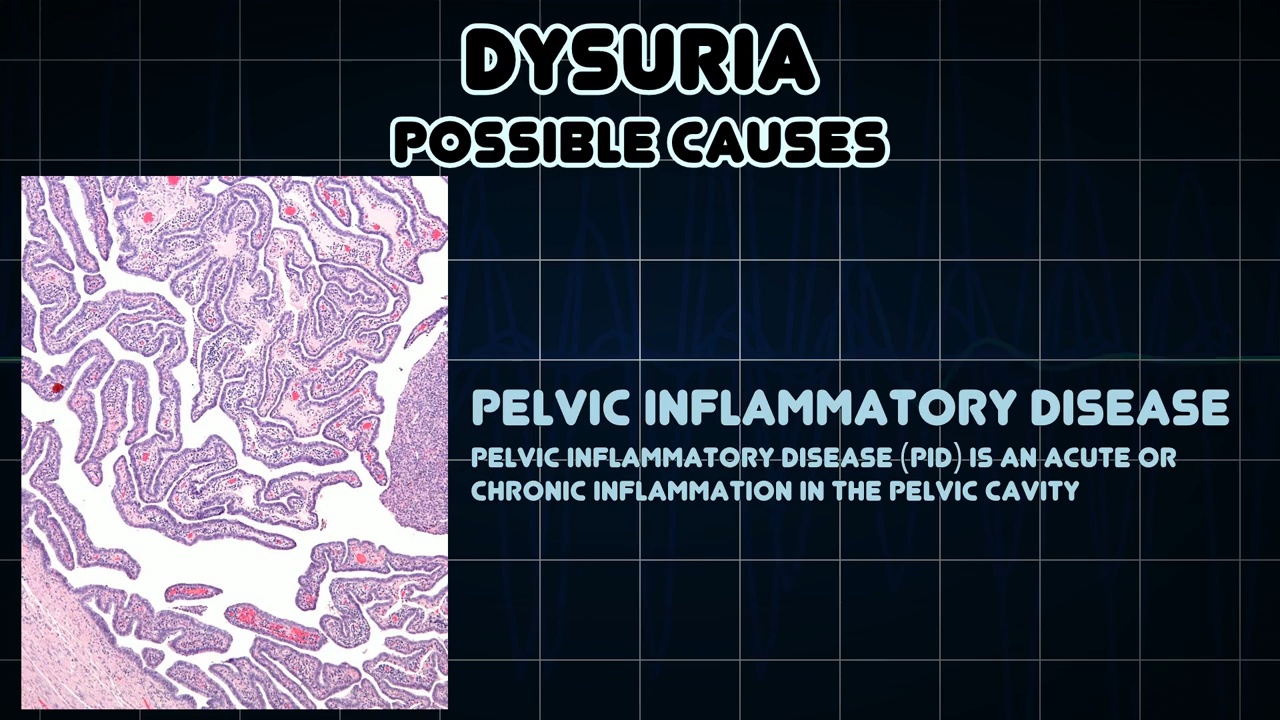 DYSURIA
POSSIBLE CAUSES
PELVIC INFLAMMATORY DISEASE
PELVIC INFLAMMATORY DISEASE (PID) IS AN ACUTE OR
CHRONIC INFLAMMATION IN THE PELVIC CAVITY